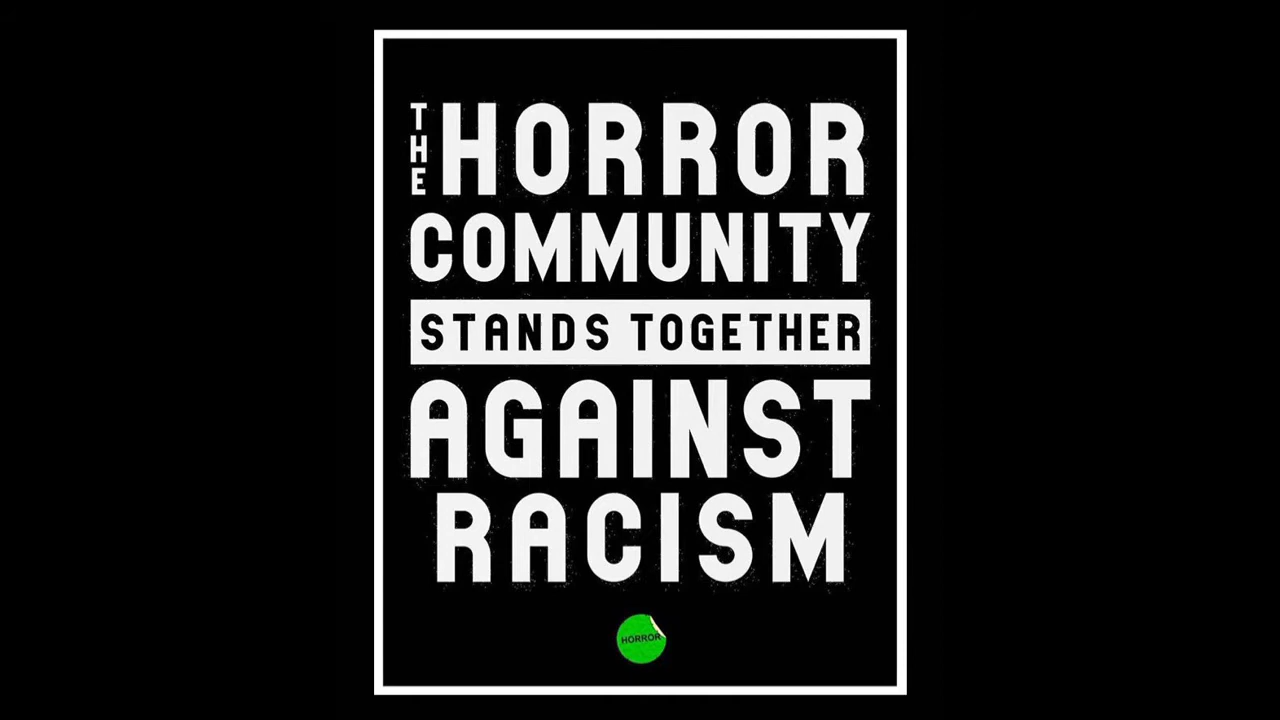 THE HORROR
COMMUNITY
STANDS TOGETHER
AGAINST
RACISM
HORROR